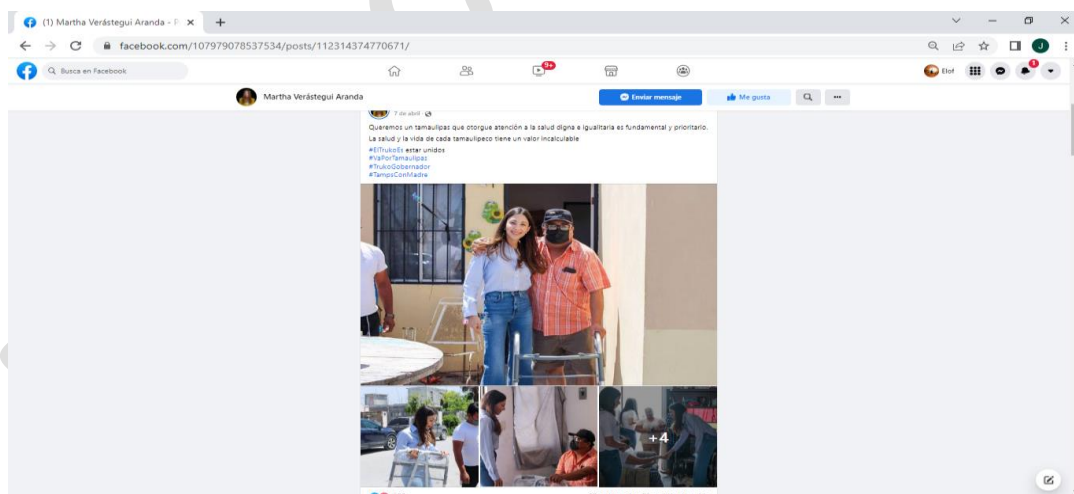 (1) Martha Verástegui Aranda - P
facebook.com/107979078537534/posts/112314374770671/
Busca en Facebook
9+
Elof
1
J
Martha Verástegui Aranda
Enviar mensaje
Me gusta
7 de abril
Queremos un tamaulipas que otorgue atención a la salud digna e igualitaria es fundamental y prioritario.
La salud y la vida de cada tamaulipeco tiene un valor incalculable
#ElTrukoEs estar unidos
#VaPorTamaulipas
#TrukoGobernador
#TampsConMadre
+4